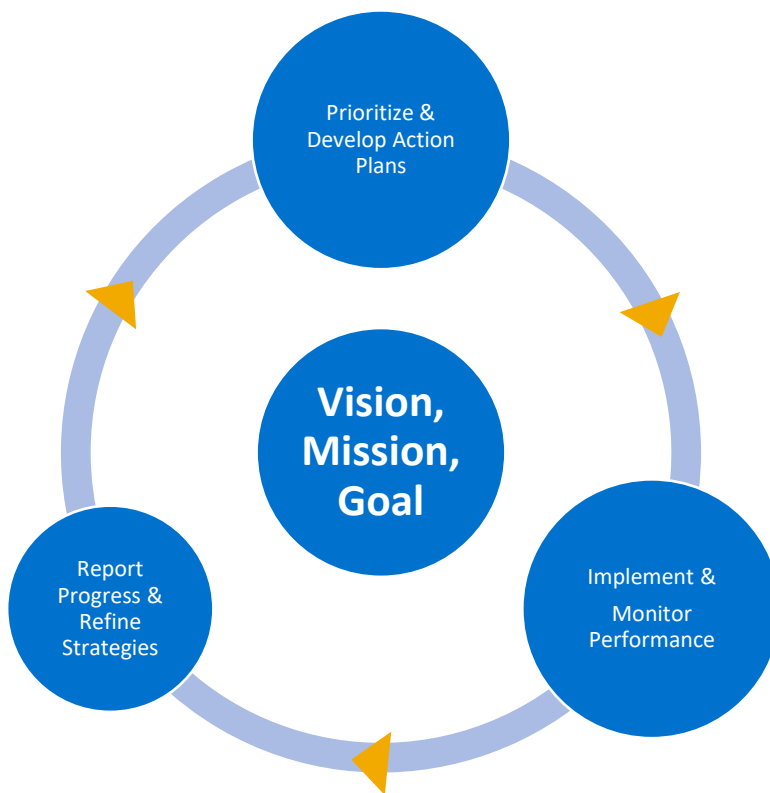 Prioritize &
Develop Action
Plans
Vision,
Mission,
Goal
Implement &
Monitor
Performance
Report
Progress &
Refine
Strategies